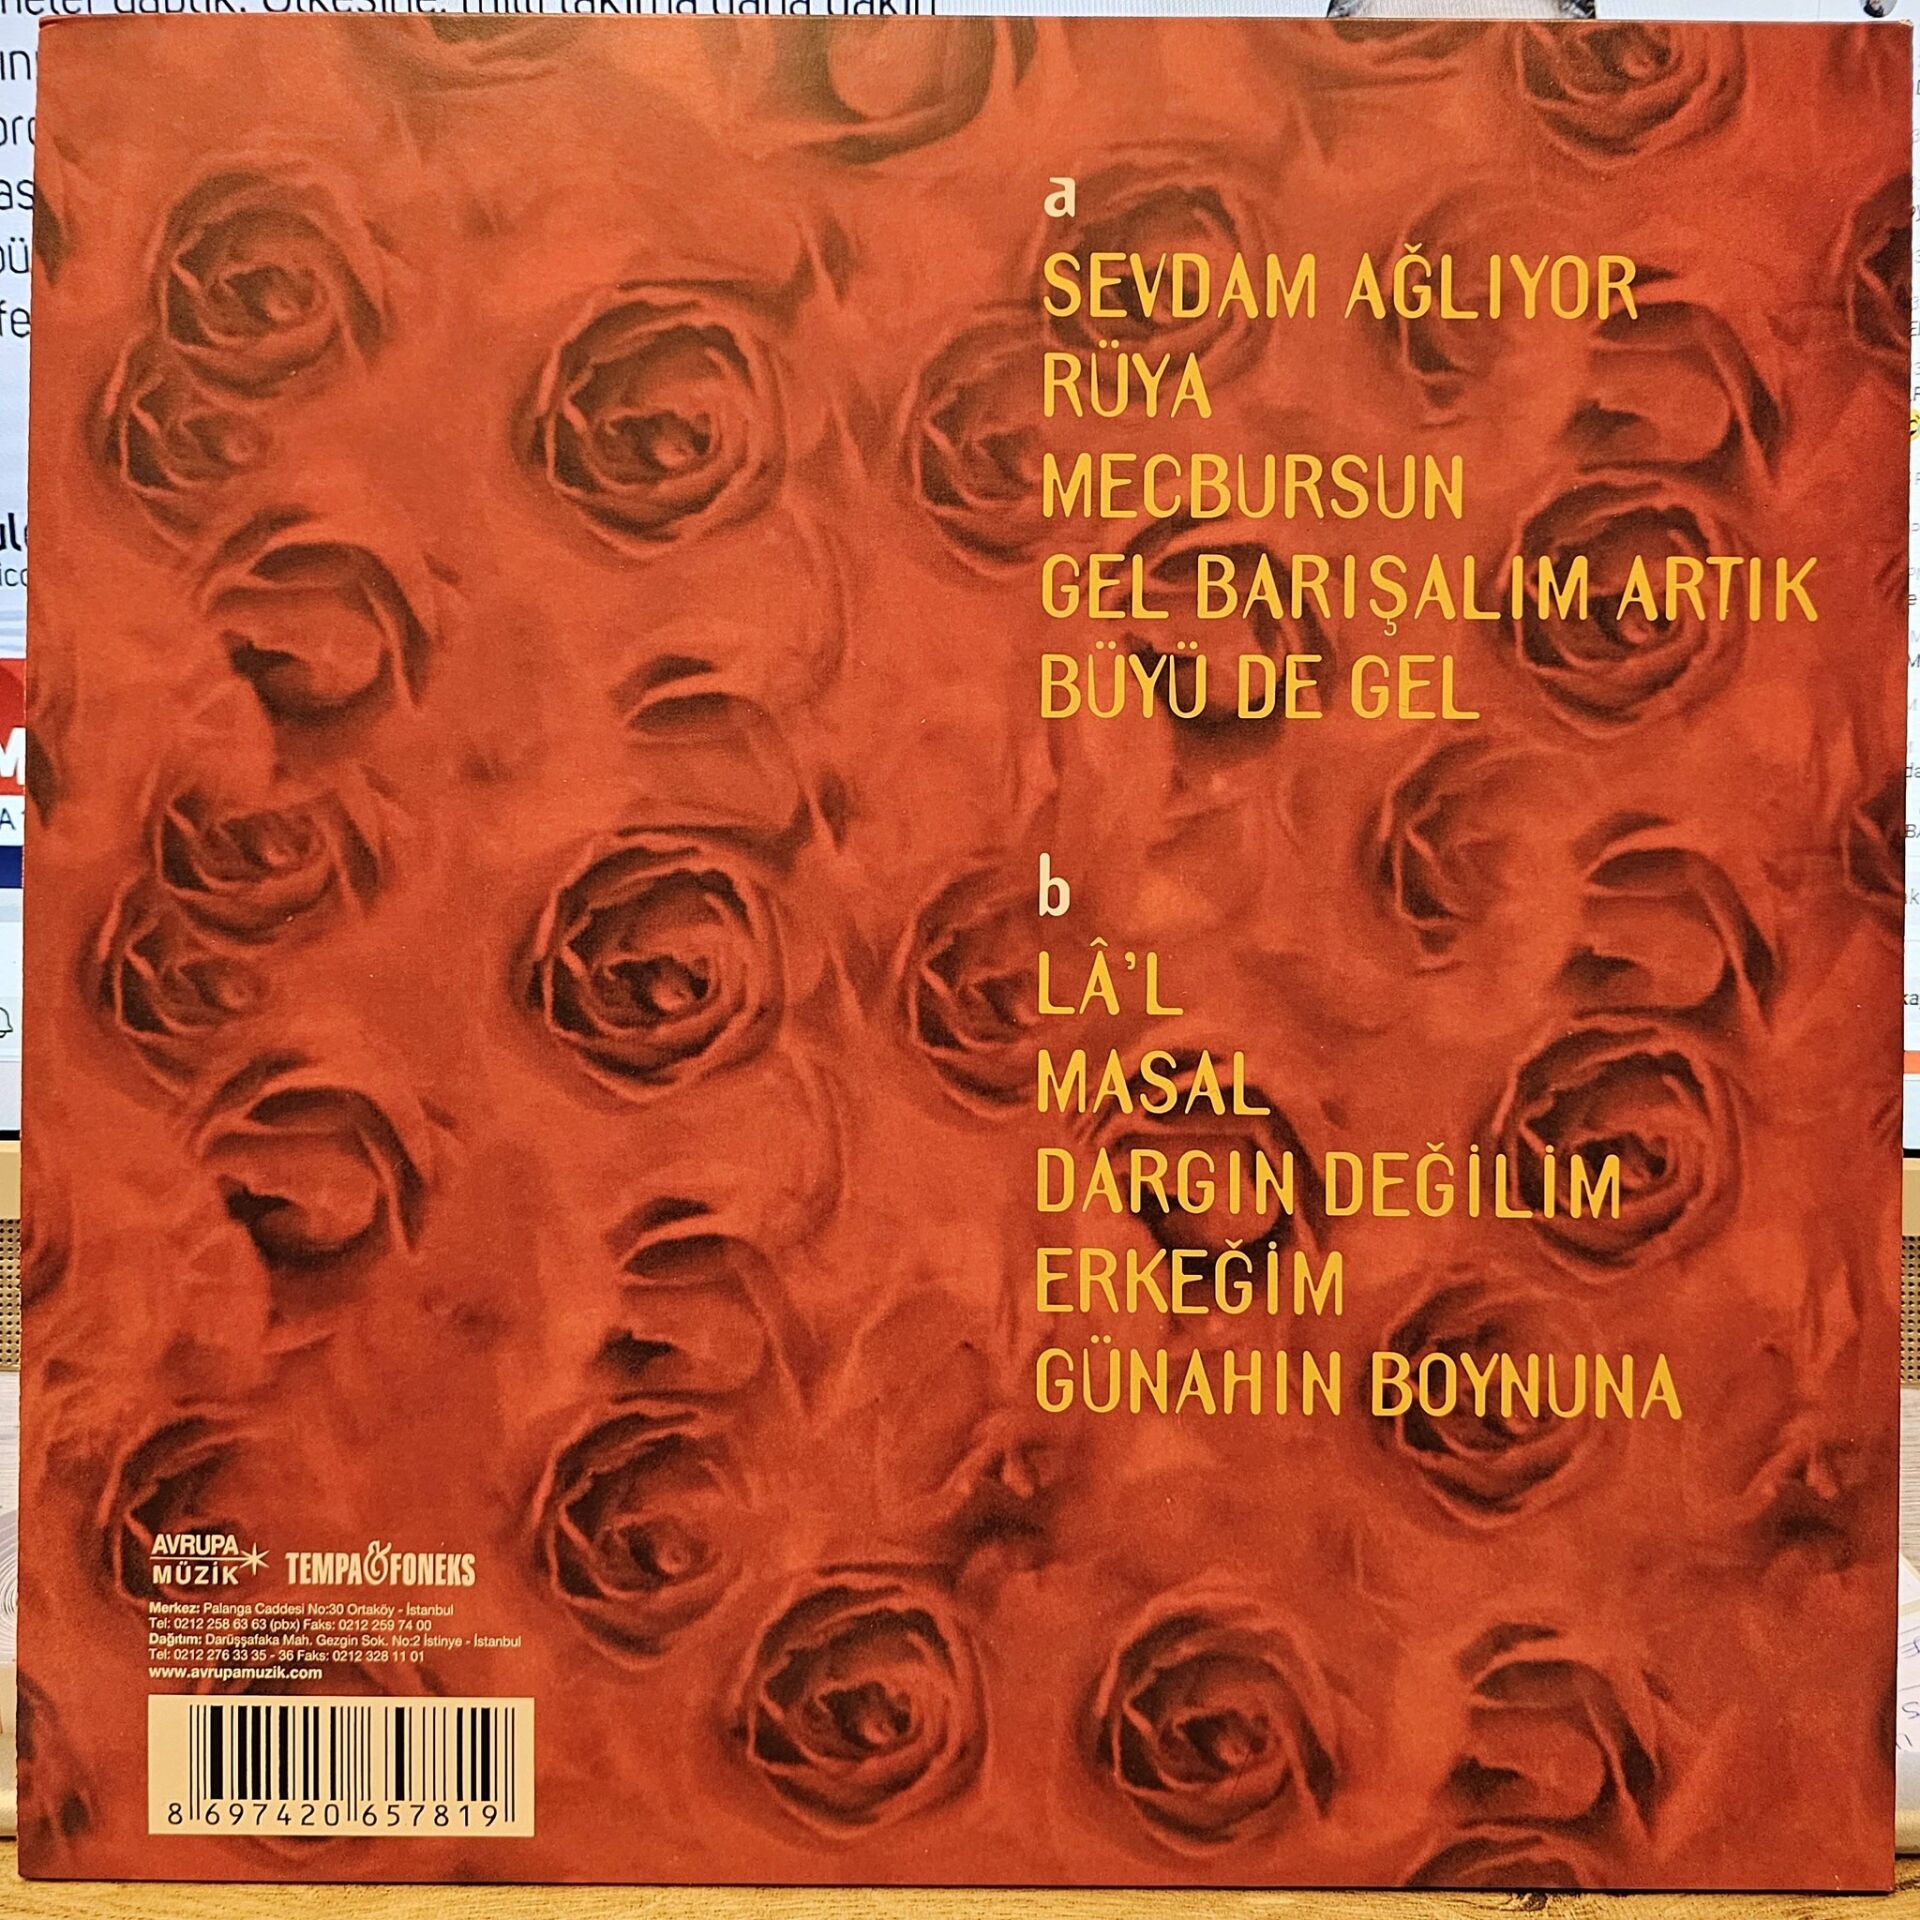 a
SEVDAM AĞLIYOR
RÜYA
MECBURSUN
GEL BARIŞALIM ARTIK
BÜYÜ DE GEL
b
LÂ'L
MASAL
DARGIN DEĞİLİM
ERKEĞİM
GÜNAHIN BOYNUNA
AVRUPA
MÜZİK
TEMPA&FONEKS
Merkez: Palanga Caddesi No:30 Ortaköy - İstanbul
Tel: 0212 258 63 63 (pbx) Faks: 0212 259 74 00
Dağıtım: Darüşşafaka Mah. Gezgin Sok. No:2 İstinye - İstanbul
Tel: 0212 276 33 35 - 36 Faks: 0212 328 11 01
www.avrupamuzik.com
8 697420 657819